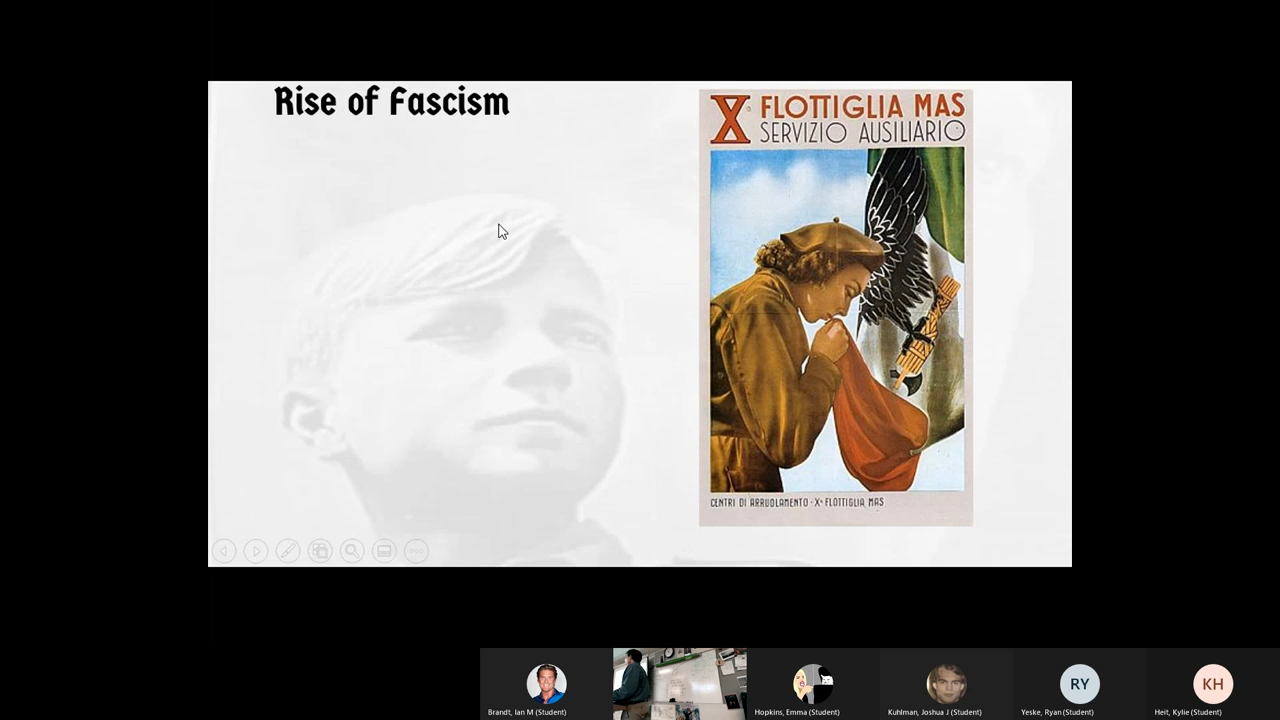 Rise of Fascism
X FLOTTIGLIA MAS
SERVIZIO AUSILIARIO
CENTRI DI ARRUOLAMENTO - Xª FLOTTIGLIA MAS
RY
KH
Brandt, Ian M (Student)
Hopkins, Emma (Student)
Kuhlman, Joshua J (Student)
Yeske, Ryan (Student)
Heit, Kylie (Student)